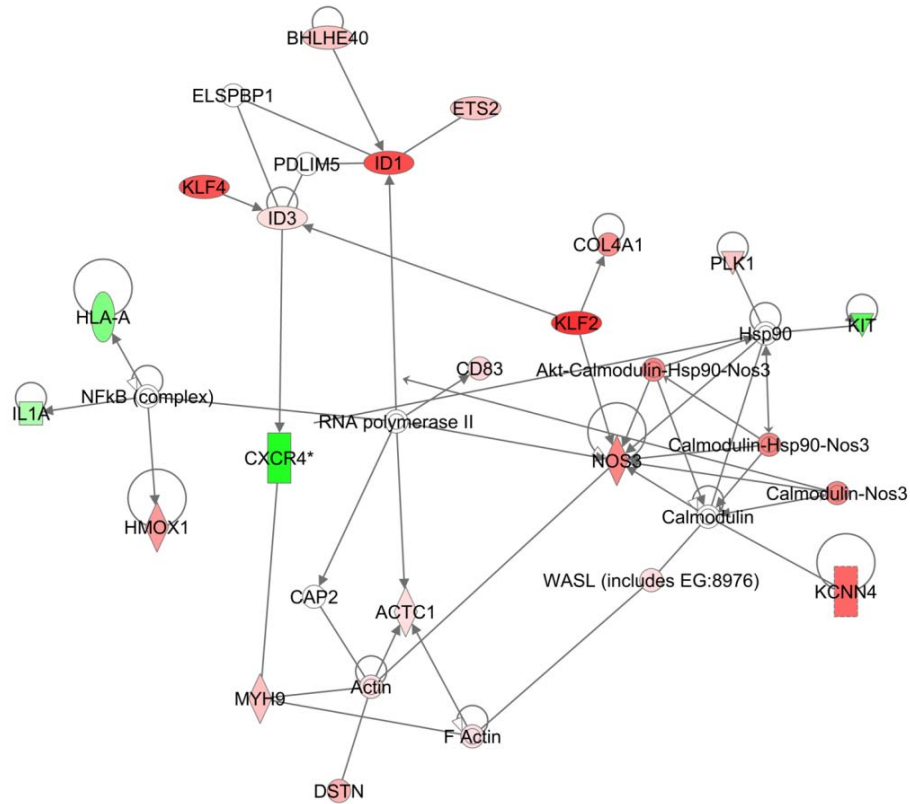 BHLHE40
ELSPBP1
ETS2
PDLIM5
ID1
KLF4
ID3
COL4A1
PLK1
HLA-A
KLF2
Hsp90
KIT
CD83
Akt-Calmodulin-Hsp90-Nos3
NFkB (complex)
IL1A
RNA polymerase II
Calmodulin-Hsp90-Nos3
CXCR4*
NOS3
Calmodulin-Nos3
HMOX1
Calmodulin
WASL (includes EG:8976)
KCNN4
CAP2
ACTC1
MYH9
Actin
F Actin
DSTN